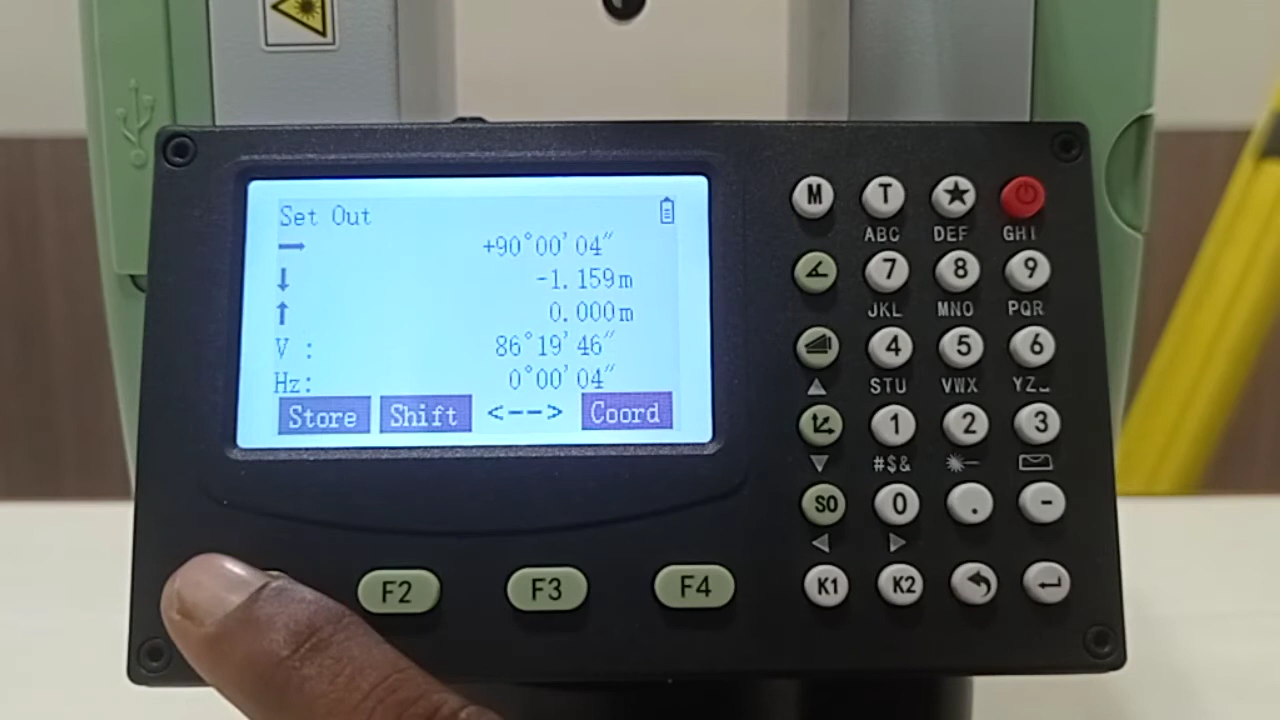 Set Out
+90°00'04″
-1.159m
0.000m
V : 86°19'46″
Hz: 0°00'04″
Store Shift <--> Coord
M T
ABC DEF GHI
7 8 9
JKL MNO PQR
4 5 6
STU VWX YZ_
1 2 3
#$&
SO 0 . -
F2 F3 F4 K1 K2